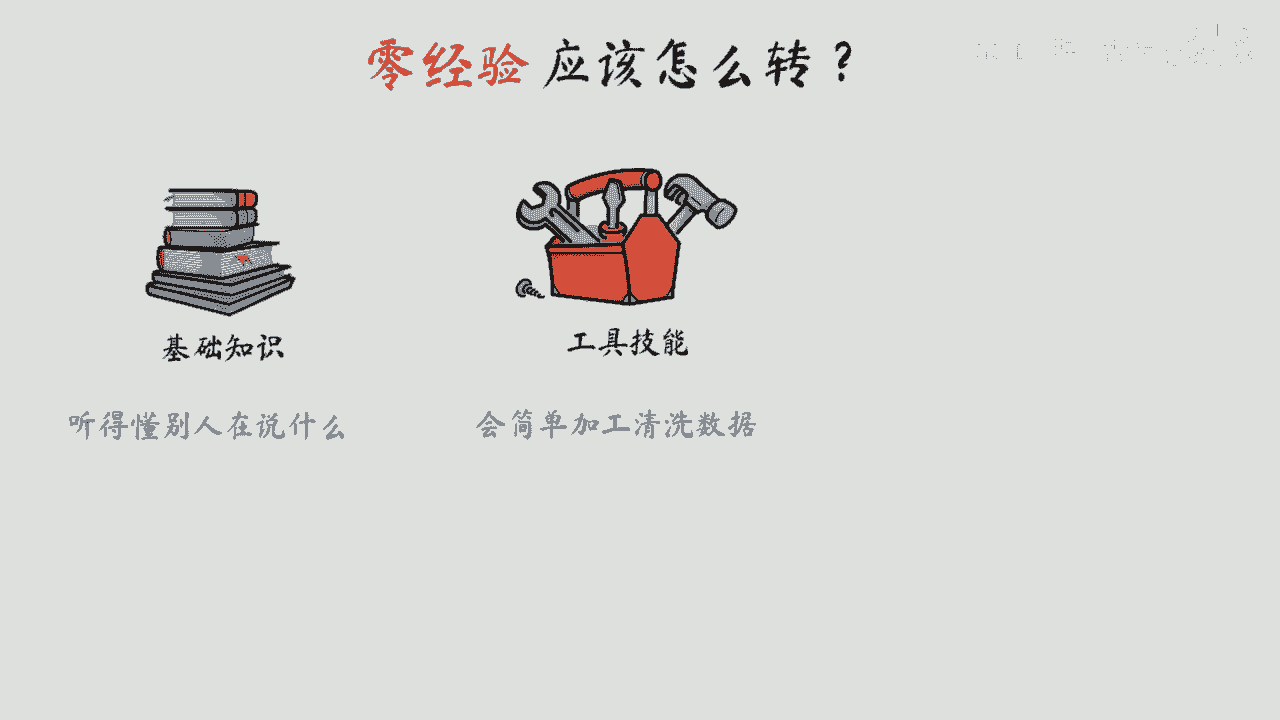 零经验 应该怎么转？
基础知识
工具技能
听得懂别人在说什么
会简单加工清洗数据